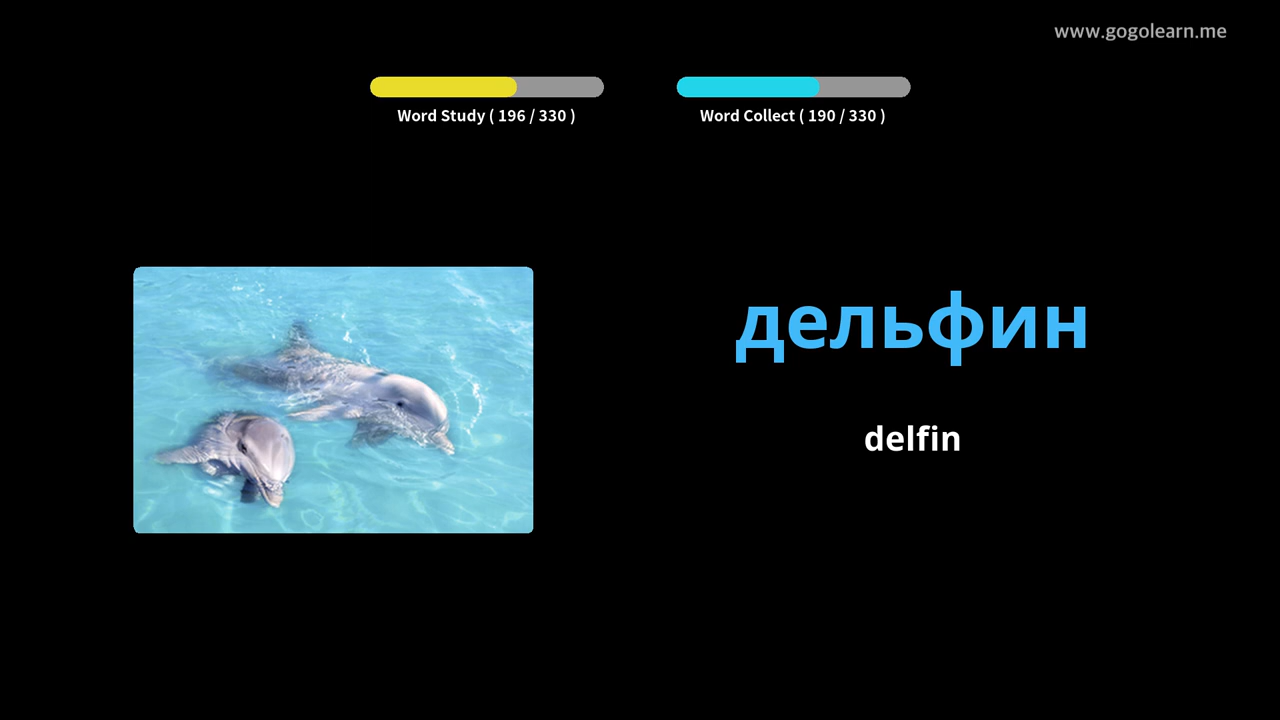 www.gogolearn.me
Word Study ( 196 / 330 )
Word Collect ( 190 / 330 )
дельфин
delfin